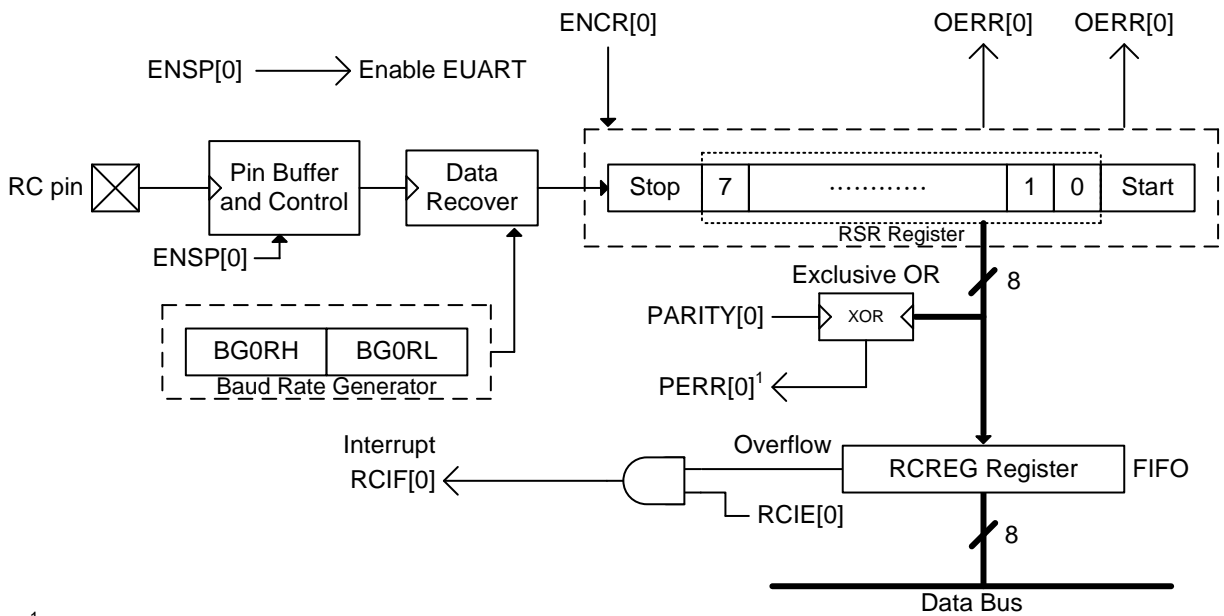 ENCR[0]
OERR[0]
OERR[0]
ENSP[0]
Enable EUART
RC pin
Pin Buffer
and Control
Data
Recover
Stop
7
............
1
0
Start
RSR Register
ENSP[0]
Exclusive OR
8
PARITY[0]
XOR
BG0RH
BG0RL
Baud Rate Generator
PERR[0]¹
Interrupt
RCIF[0]
Overflow
RCREG Register
FIFO
RCIE[0]
8
Data Bus
1